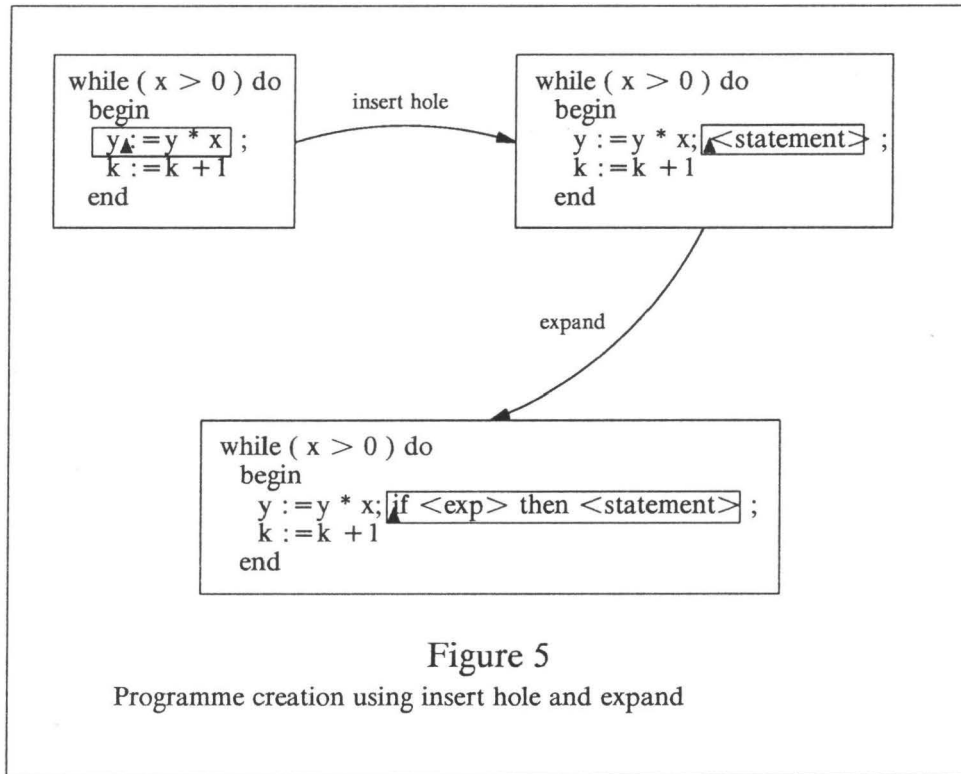 while ( x > 0 ) do
begin
y := y * x ;
k := k + 1
end
insert hole
while ( x > 0 ) do
begin
y := y * x; <statement> ;
k := k + 1
end
expand
while ( x > 0 ) do
begin
y := y * x; if <exp> then <statement> ;
k := k + 1
end
Figure 5
Programme creation using insert hole and expand